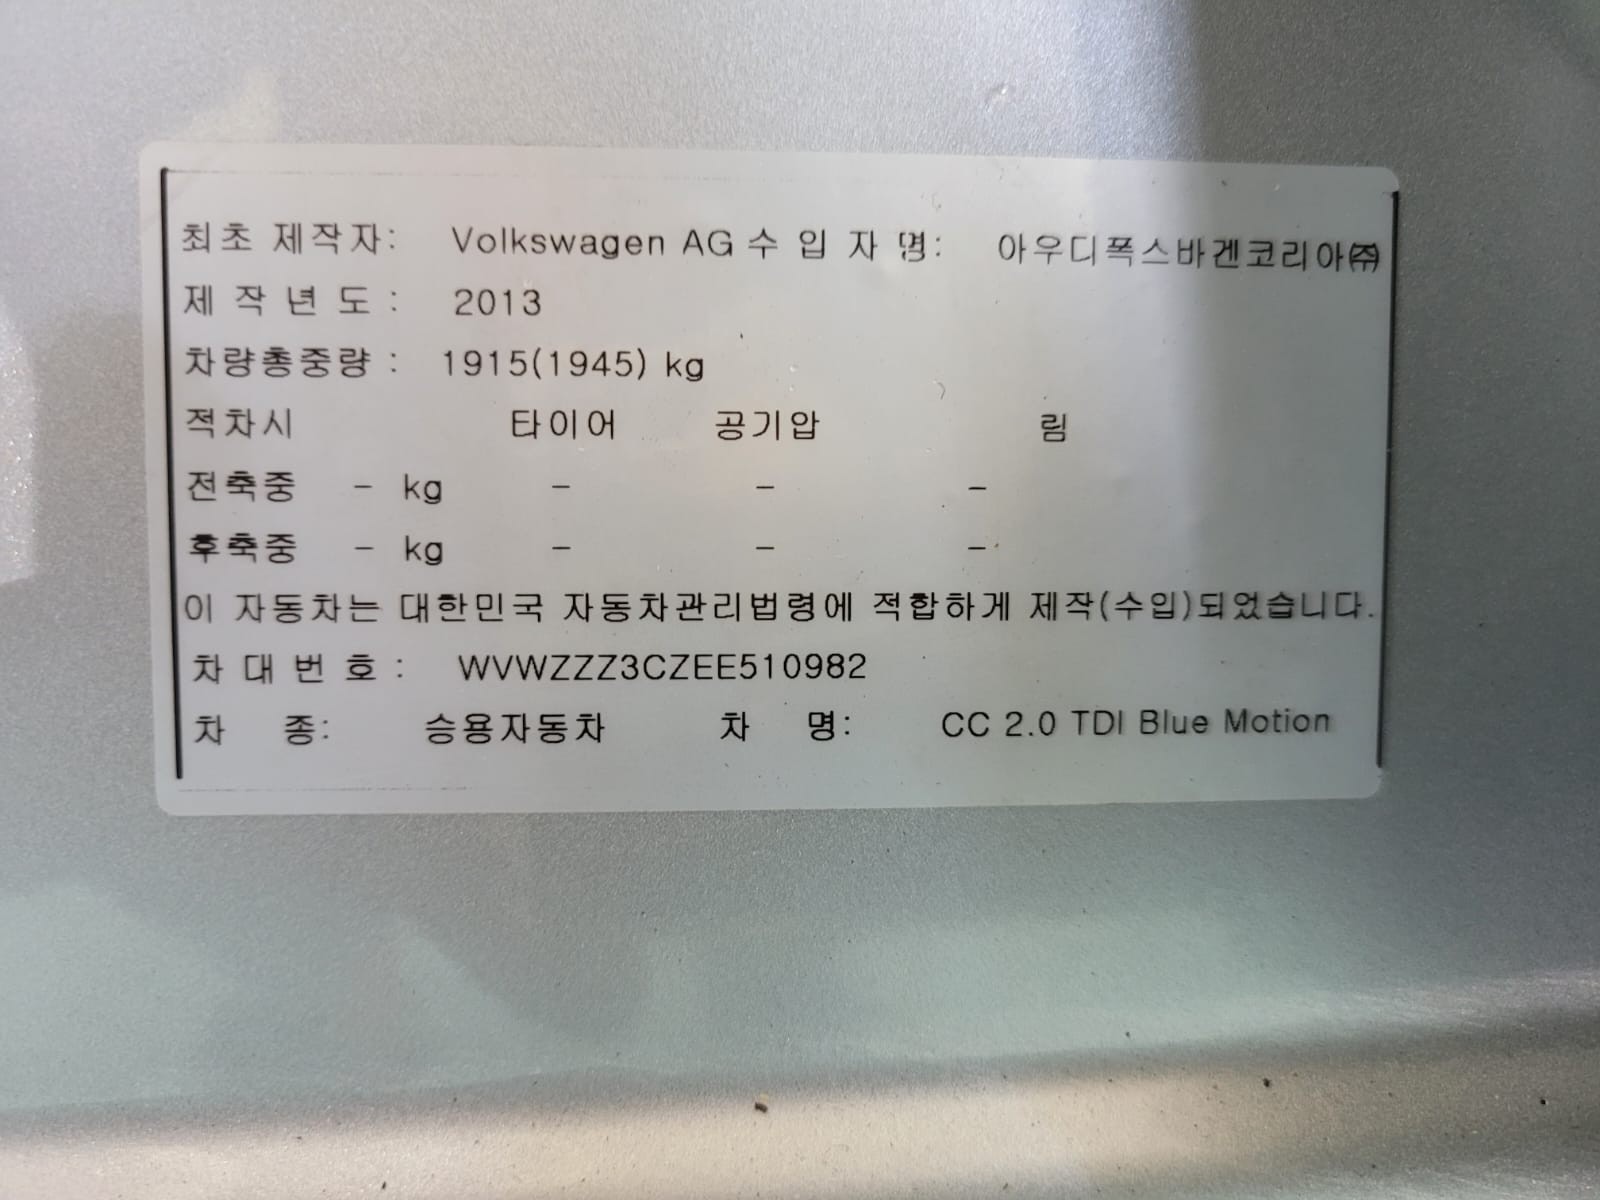 최초 제작자: Volkswagen AG 수 입 자 명: 아우디폭스바겐코리아㈜
제 작 년 도 : 2013
차량총중량 : 1915(1945) kg
적차시 타이어 공기압 림
전축중 - kg - - -
후축중 - kg - - -
이 자동차는 대한민국 자동차관리법령에 적합하게 제작(수입)되었습니다.
차 대 번 호 : WVWZZZ3CZEE510982
차 종: 승용자동차 차 명: CC 2.0 TDI Blue Motion